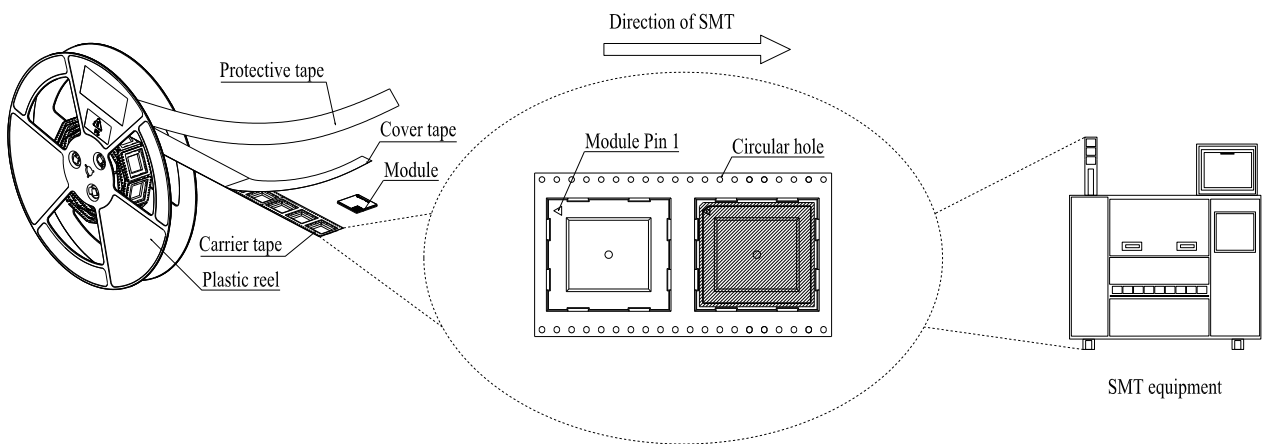 Direction of SMT
Protective tape
Cover tape
Module
Module Pin 1
Circular hole
Carrier tape
Plastic reel
SMT equipment